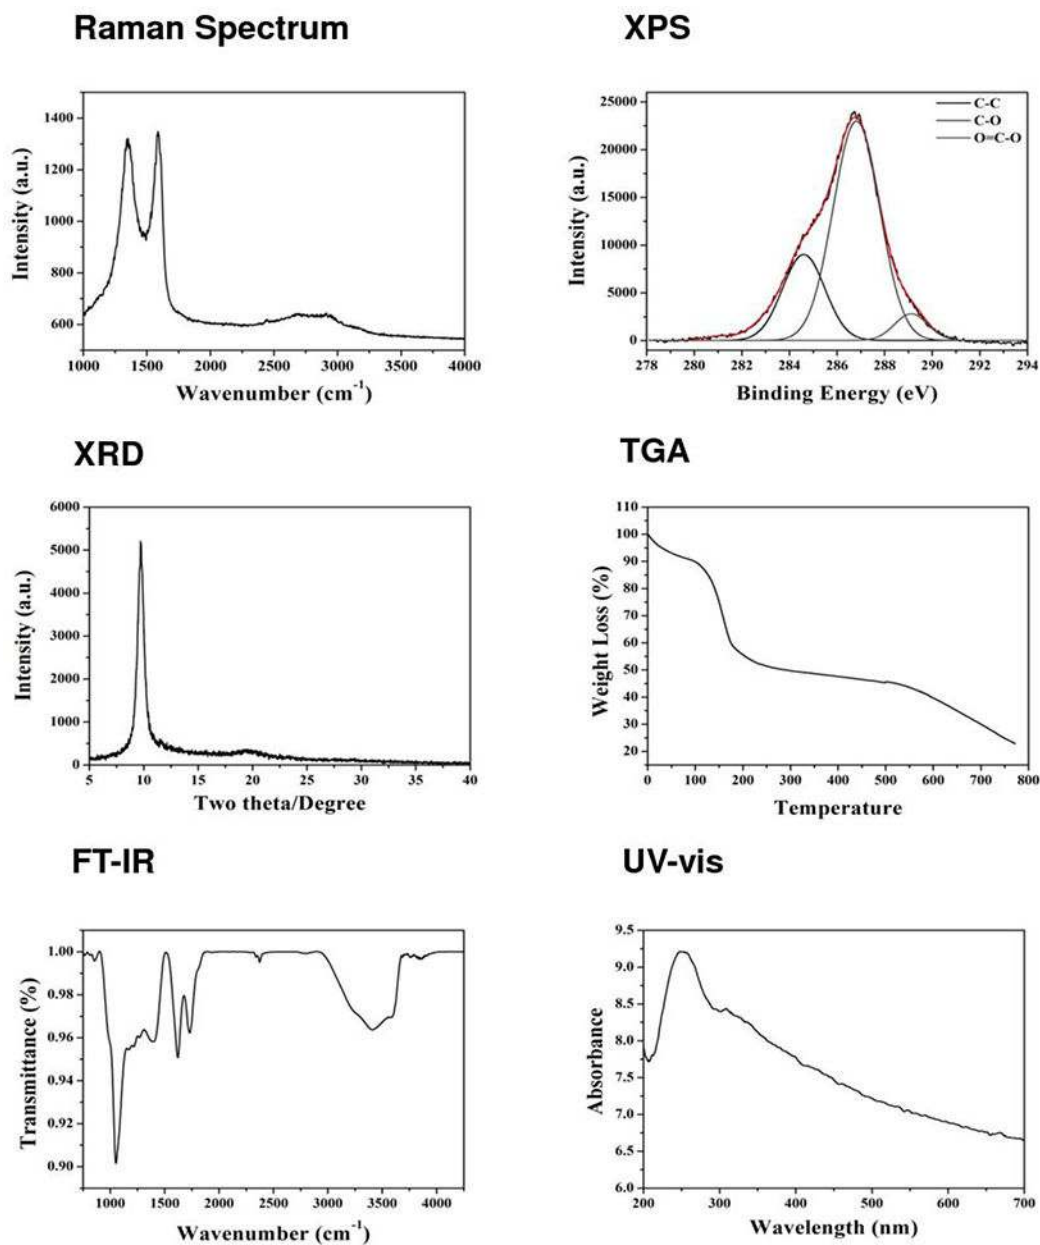 Raman Spectrum
Intensity (a.u.)
1400
1200
1000
800
600
1000 1500 2000 2500 3000 3500 4000
Wavenumber (cm-1)
XPS
Intensity (a.u.)
25000
20000
15000
10000
5000
0
C-C
C-O
O=C-O
278 280 282 284 286 288 290 292 294
Binding Energy (eV)
XRD
Intensity (a.u.)
6000
5000
4000
3000
2000
1000
0
5 10 15 20 25 30 35 40
Two theta/Degree
TGA
Weight Loss (%)
110
100
90
80
70
60
50
40
30
20
0 100 200 300 400 500 600 700 800
Temperature
FT-IR
Transmittance (%)
1.00
0.98
0.96
0.94
0.92
0.90
1000 1500 2000 2500 3000 3500 4000
Wavenumber (cm-1)
UV-vis
Absorbance
9.5
9.0
8.5
8.0
7.5
7.0
6.5
6.0
200 300 400 500 600 700
Wavelength (nm)